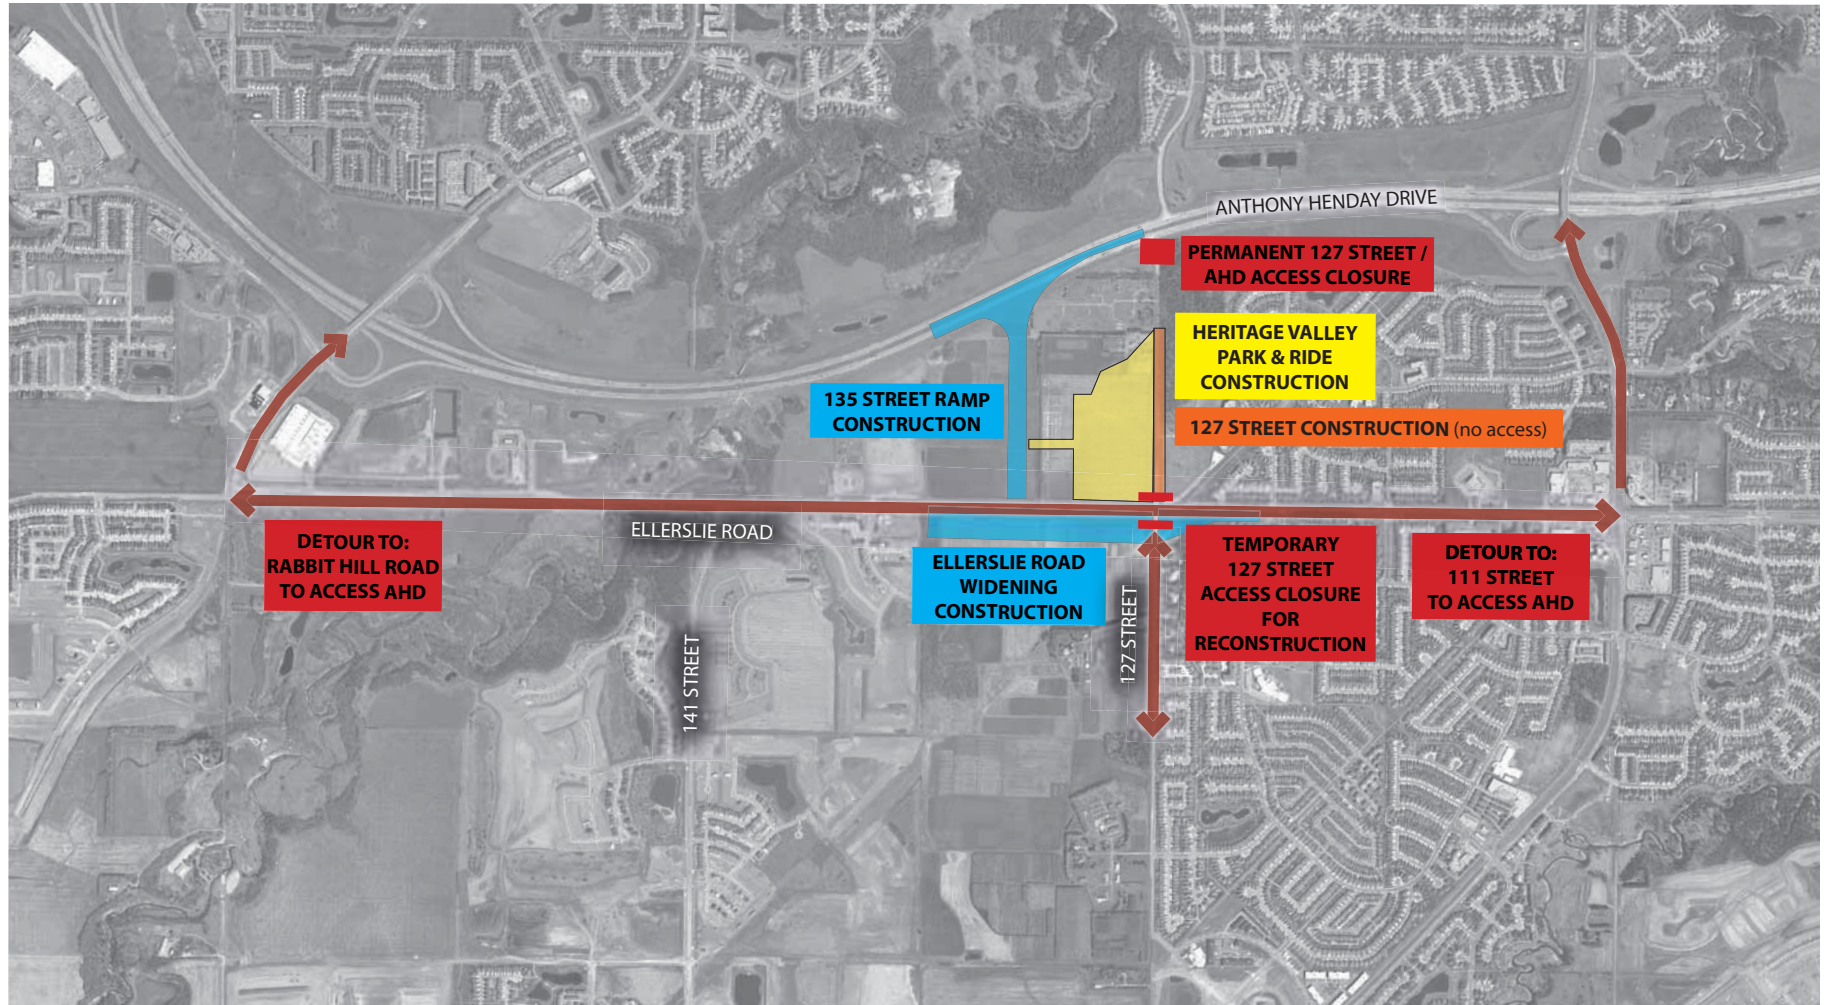 ANTHONY HENDAY DRIVE
PERMANENT 127 STREET /
AHD ACCESS CLOSURE
HERITAGE VALLEY
PARK & RIDE
CONSTRUCTION
135 STREET RAMP
CONSTRUCTION
127 STREET CONSTRUCTION (no access)
ELLERSLIE ROAD
DETOUR TO:
RABBIT HILL ROAD
TO ACCESS AHD
ELLERSLIE ROAD
WIDENING
CONSTRUCTION
TEMPORARY
127 STREET
ACCESS CLOSURE
FOR
RECONSTRUCTION
DETOUR TO:
111 STREET
TO ACCESS AHD
141 STREET
127 STREET